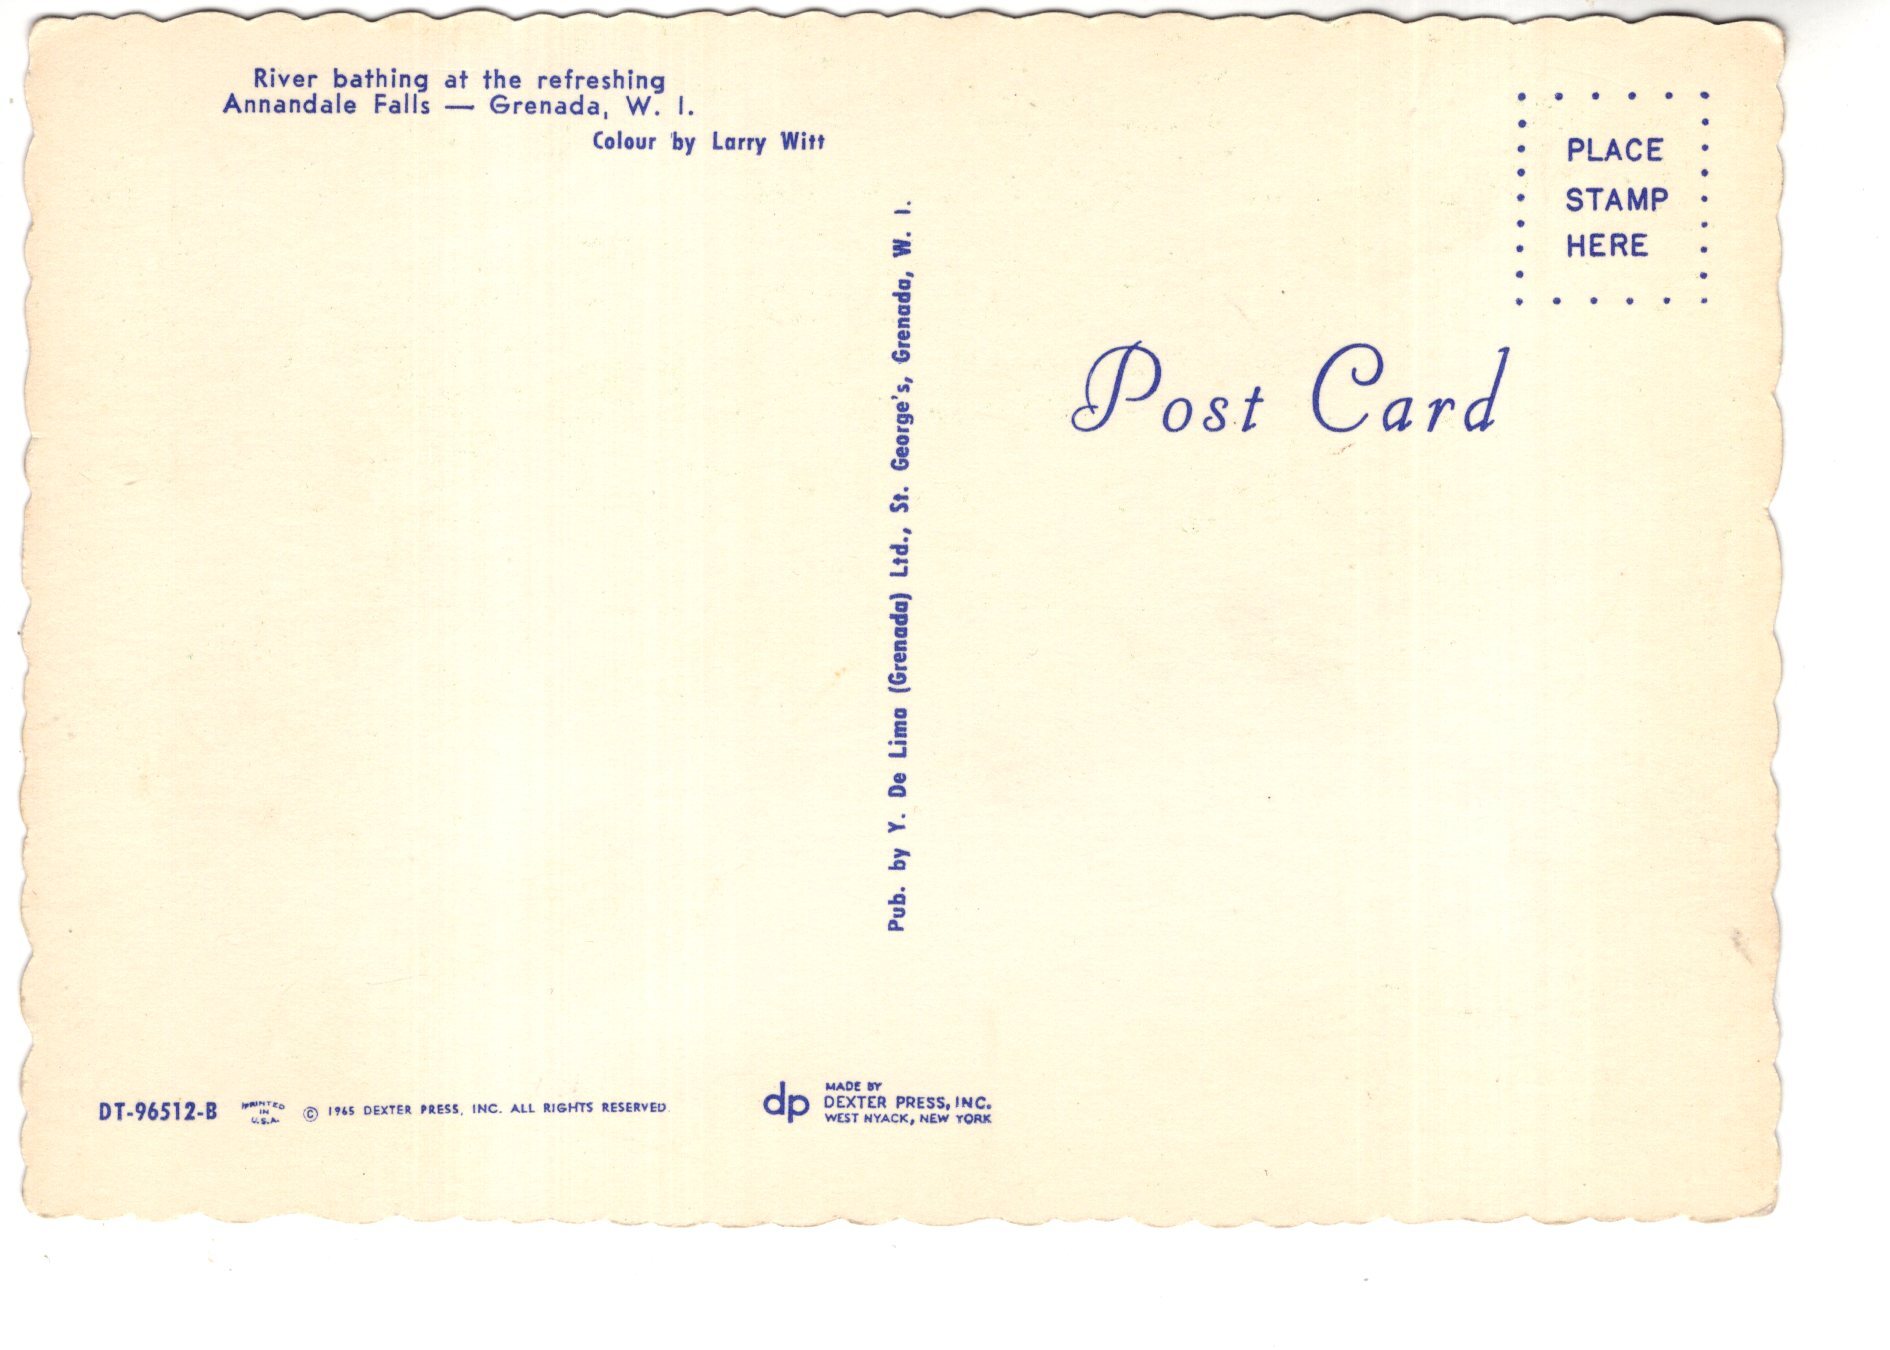 River bathing at the refreshing
Annandale Falls — Grenada, W. I.
Colour by Larry Witt
PLACE
STAMP
HERE
Post Card
Pub. by Y. De Lima (Grenada) Ltd., St. George's, Grenada, W. I.
DT-96512-B
PRINTED
IN
U.S.A.
© 1965 DEXTER PRESS, INC. ALL RIGHTS RESERVED.
dp
MADE BY
DEXTER PRESS, INC.
WEST NYACK, NEW YORK